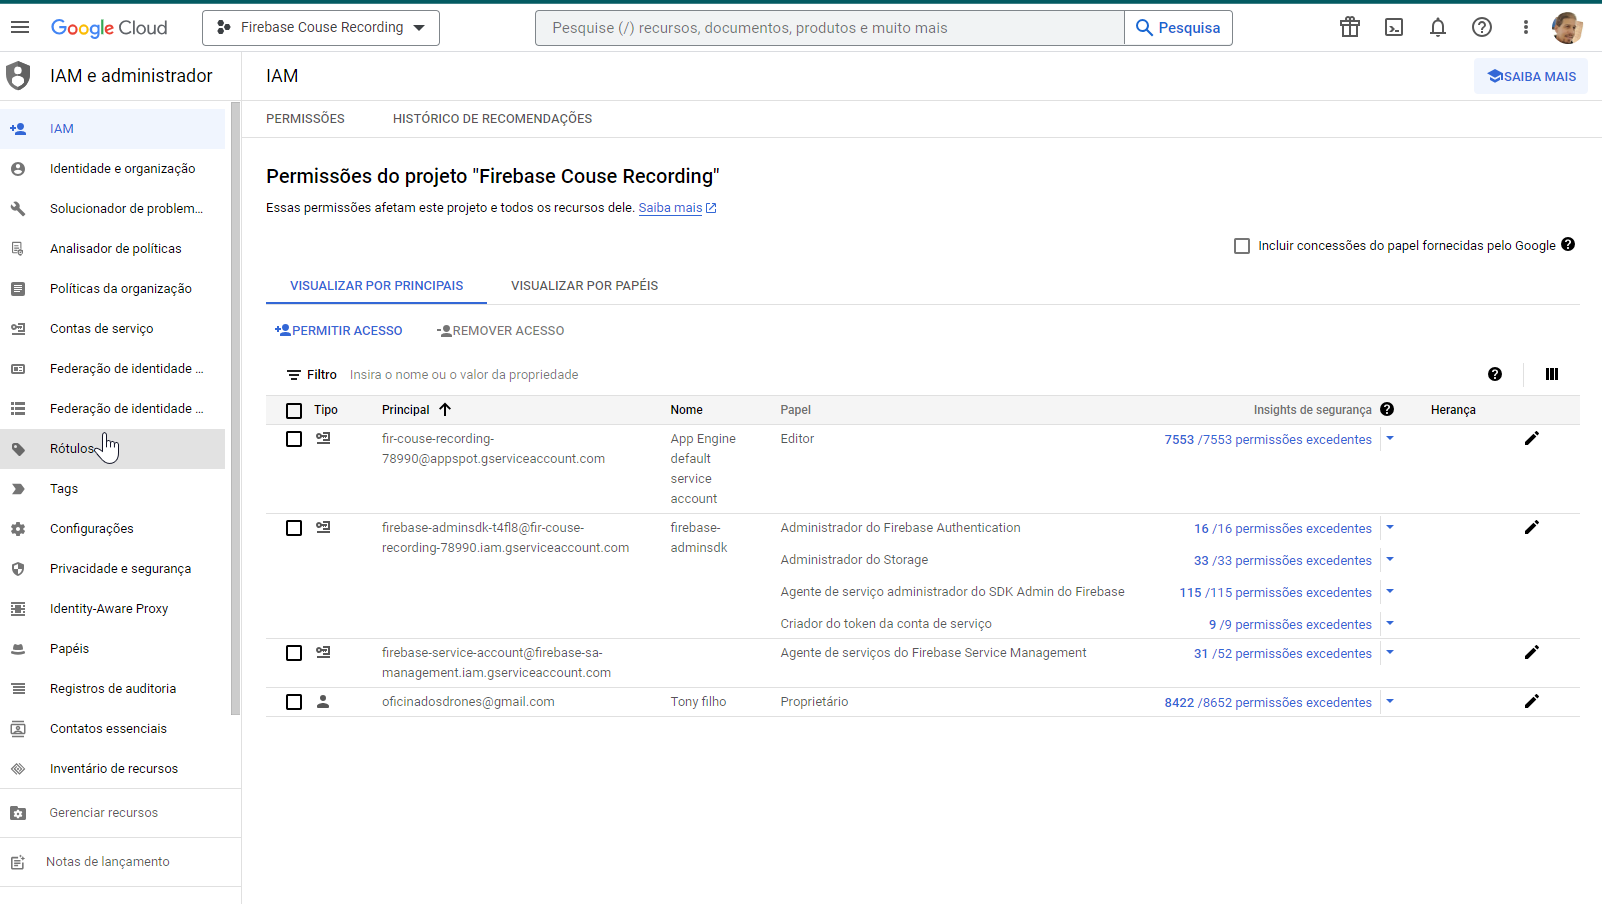 Google Cloud
Firebase Couse Recording
Pesquise (/) recursos, documentos, produtos e muito mais
Pesquisa
IAM e administrador
IAM
SAIBA MAIS
IAM
Identidade e organização
Solucionador de problem...
Analisador de políticas
Políticas da organização
Contas de serviço
Federação de identidade ...
Federação de identidade ...
Rótulos
Tags
Configurações
Privacidade e segurança
Identity-Aware Proxy
Papéis
Registros de auditoria
Contatos essenciais
Inventário de recursos
Gerenciar recursos
Notas de lançamento
PERMISSÕES
HISTÓRICO DE RECOMENDAÇÕES
Permissões do projeto "Firebase Couse Recording"
Essas permissões afetam este projeto e todos os recursos dele. Saiba mais
Incluir concessões do papel fornecidas pelo Google
VISUALIZAR POR PRINCIPAIS
VISUALIZAR POR PAPÉIS
PERMITIR ACESSO
REMOVER ACESSO
Filtro
Insira o nome ou o valor da propriedade
Tipo
Principal
Nome
Papel
Insights de segurança
Herança
fir-couse-recording-
78990@appspot.gserviceaccount.com
App Engine
default
service
account
Editor
7553 /7553 permissões excedentes
firebase-adminsdk-t4fl8@fir-couse-
recording-78990.iam.gserviceaccount.com
firebase-
adminsdk
Administrador do Firebase Authentication
16 /16 permissões excedentes
Administrador do Storage
33 /33 permissões excedentes
Agente de serviço administrador do SDK Admin do Firebase
115 /115 permissões excedentes
Criador do token da conta de serviço
9 /9 permissões excedentes
firebase-service-account@firebase-sa-
management.iam.gserviceaccount.com
Agente de serviços do Firebase Service Management
31 /52 permissões excedentes
oficinadosdrones@gmail.com
Tony filho
Proprietário
8422 /8652 permissões excedentes